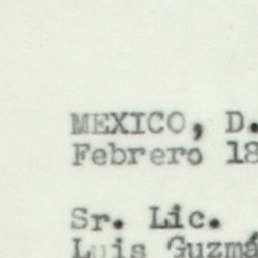 MEXICO, D.
Febrero 18
Sr. Lic.
Luis Guzmá